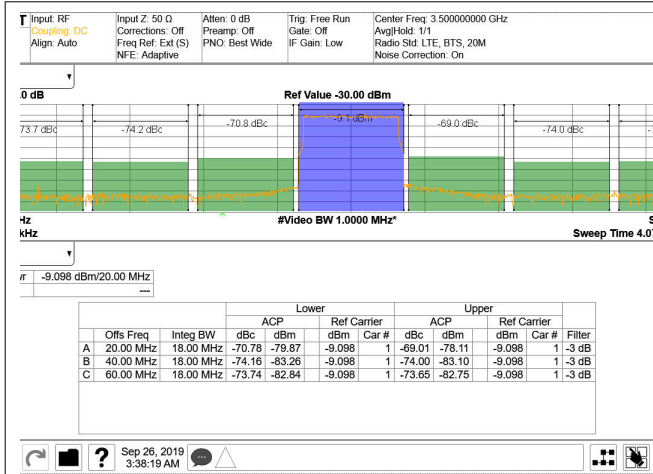 T Input: RF Input Z: 50 Ω Atten: 0 dB Trig: Free Run Center Freq: 3.500000000 GHz
Coupling: DC Corrections: Off Preamp: Off Gate: Off Avg|Hold: 1/1
Align: Auto Freq Ref: Ext (S) PNO: Best Wide IF Gain: Low Radio Std: LTE, BTS, 20M
NFE: Adaptive Noise Correction: On
.0 dB Ref Value -30.00 dBm
73.7 dBc -74.2 dBc -70.8 dBc -9.1 dBm -69.0 dBc -74.0 dBc
Hz #Video BW 1.0000 MHz*
kHz Sweep Time 4.0
-9.098 dBm/20.00 MHz
---
Lower Upper
ACP Ref Carrier ACP Ref Carrier
Offs Freq Integ BW dBc dBm dBm Car # dBc dBm dBm Car # Filter
A 20.00 MHz 18.00 MHz -70.78 -79.87 -9.098 1 -69.01 -78.11 -9.098 1 -3 dB
B 40.00 MHz 18.00 MHz -74.16 -83.26 -9.098 1 -74.00 -83.10 -9.098 1 -3 dB
C 60.00 MHz 18.00 MHz -73.74 -82.84 -9.098 1 -73.65 -82.75 -9.098 1 -3 dB
? Sep 26, 2019
3:38:19 AM